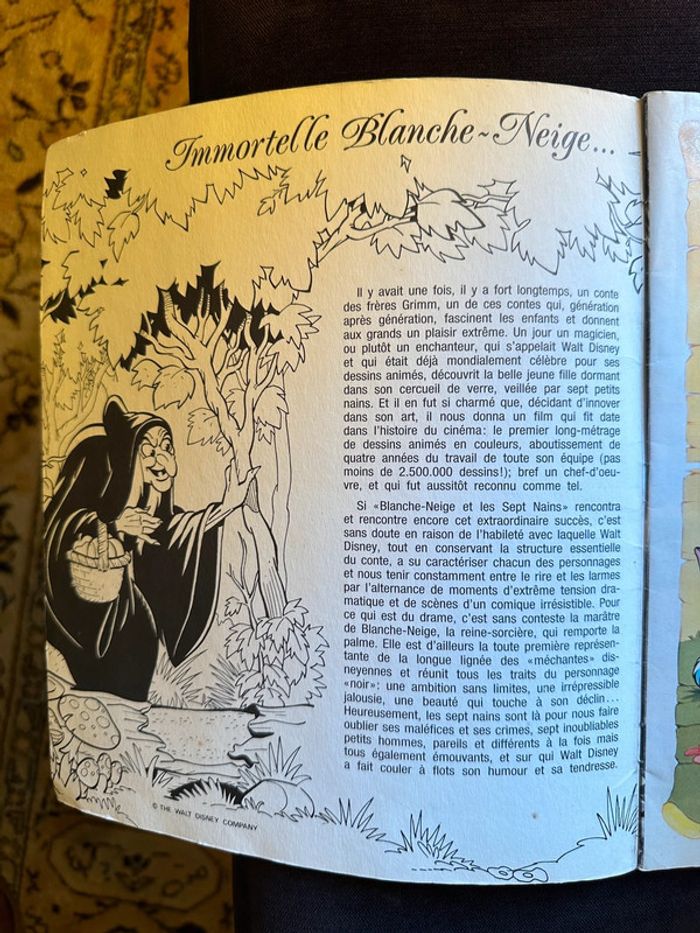 Immortelle Blanche-Neige...
Il y avait une fois, il y a fort longtemps, un conte
des frères Grimm, un de ces contes qui, génération
après génération, fascinent les enfants et donnent
aux grands un plaisir extrême. Un jour un magicien,
ou plutôt un enchanteur, qui s'appelait Walt Disney
et qui était déjà mondialement célèbre pour ses
dessins animés, découvrit la belle jeune fille dormant
dans son cercueil de verre, veillée par sept petits
nains. Et il en fut si charmé que, décidant d'innover
dans son art, il nous donna un film qui fit date
dans l'histoire du cinéma: le premier long-métrage
de dessins animés en couleurs, aboutissement de
quatre années du travail de toute son équipe (pas
moins de 2.500.000 dessins!); bref un chef-d'oeu-
vre, et qui fut aussitôt reconnu comme tel.
Si «Blanche-Neige et les Sept Nains» rencontra
et rencontre encore cet extraordinaire succès, c'est
sans doute en raison de l'habileté avec laquelle Walt
Disney, tout en conservant la structure essentielle
du conte, a su caractériser chacun des personnages
et nous tenir constamment entre le rire et les larmes
par l'alternance de moments d'extrême tension dra-
matique et de scènes d'un comique irrésistible. Pour
ce qui est du drame, c'est sans conteste la marâtre
de Blanche-Neige, la reine-sorcière, qui remporte la
palme. Elle est d'ailleurs la toute première représen-
tante de la longue lignée des «méchantes» dis-
neyennes et réunit tous les traits du personnage
«noir»: une ambition sans limites, une irrépressible
jalousie, une beauté qui touche à son déclin...
Heureusement, les sept nains sont là pour nous faire
oublier ses maléfices et ses crimes, sept inoubliables
petits hommes, pareils et différents à la fois mais
tous également émouvants, et sur qui Walt Disney
a fait couler à flots son humour et sa tendresse.
© THE WALT DISNEY COMPANY